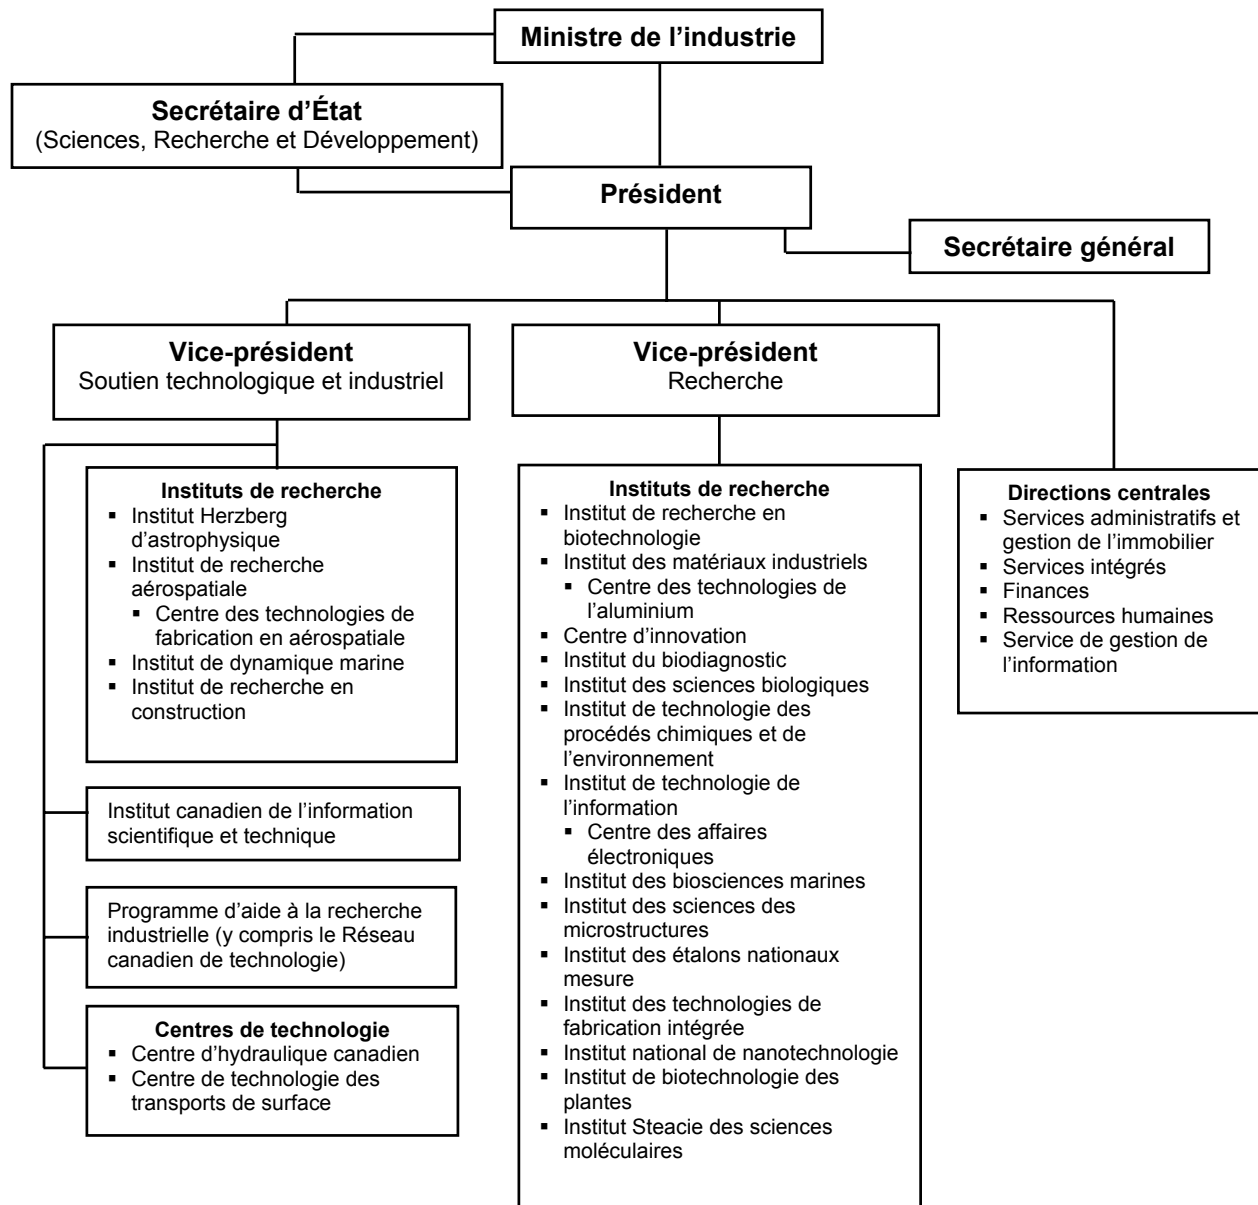 Ministre de l’industrie
Secrétaire d’État
(Sciences, Recherche et Développement)
Président
Secrétaire général
Vice-président
Soutien technologique et industriel
Vice-président
Recherche
Instituts de recherche
▪ Institut Herzberg
d’astrophysique
▪ Institut de recherche
aérospatiale
▪ Centre des technologies de
fabrication en aérospatiale
▪ Institut de dynamique marine
▪ Institut de recherche en
construction
Institut canadien de l’information
scientifique et technique
Programme d’aide à la recherche
industrielle (y compris le Réseau
canadien de technologie)
Centres de technologie
▪ Centre d’hydraulique canadien
▪ Centre de technologie des
transports de surface
Instituts de recherche
▪ Institut de recherche en
biotechnologie
▪ Institut des matériaux industriels
▪ Centre des technologies de
l’aluminium
▪ Centre d’innovation
▪ Institut du biodiagnostic
▪ Institut des sciences biologiques
▪ Institut de technologie des
procédés chimiques et de
l’environnement
▪ Institut de technologie de
l’information
▪ Centre des affaires
électroniques
▪ Institut des biosciences marines
▪ Institut des sciences des
microstructures
▪ Institut des étalons nationaux
mesure
▪ Institut des technologies de
fabrication intégrée
▪ Institut national de nanotechnologie
▪ Institut de biotechnologie des
plantes
▪ Institut Steacie des sciences
moléculaires
Directions centrales
▪ Services administratifs et
gestion de l’immobilier
▪ Services intégrés
▪ Finances
▪ Ressources humaines
▪ Service de gestion de
l’information